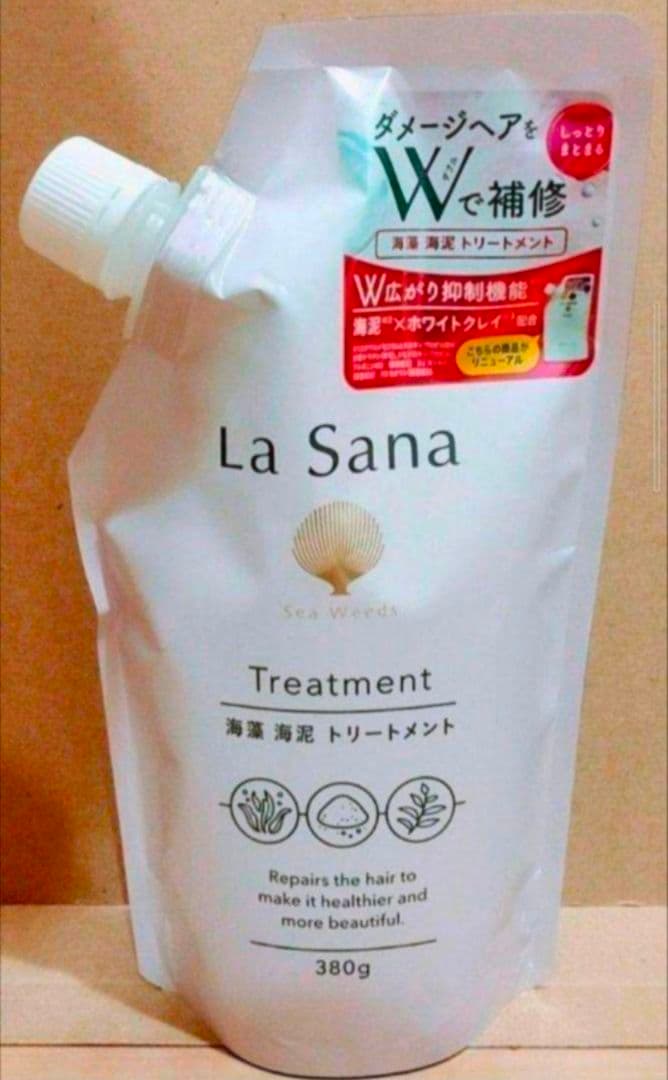 ダメージヘアを
しっとり
まとまる
Wで補修
ダブル
海藻 海泥 トリートメント
W広がり抑制機能
海泥×ホワイトクレイ 配合
こちらの商品が
リニューアル
La Sana
Sea Weeds
Treatment
海藻 海泥 トリートメント
Repairs the hair to
make it healthier and
more beautiful.
380g